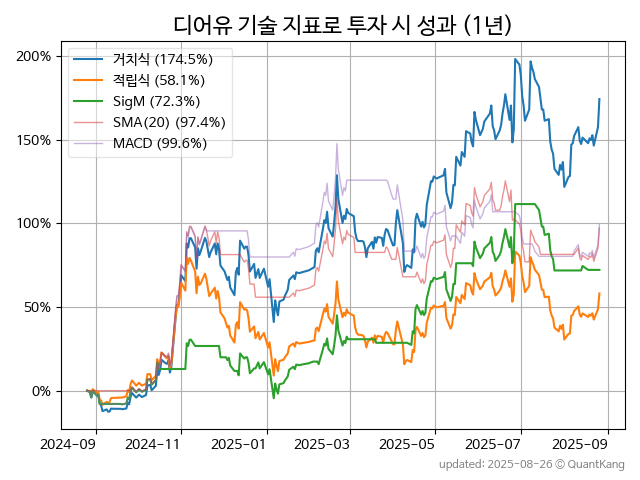 디어유 기술 지표로 투자 시 성과 (1년)
거치식 (174.5%)
적립식 (58.1%)
SigM (72.3%)
SMA(20) (97.4%)
MACD (99.6%)
200%
150%
100%
50%
0%
2024-09 2024-11 2025-01 2025-03 2025-05 2025-07 2025-09
updated: 2025-08-26 © QuantKang